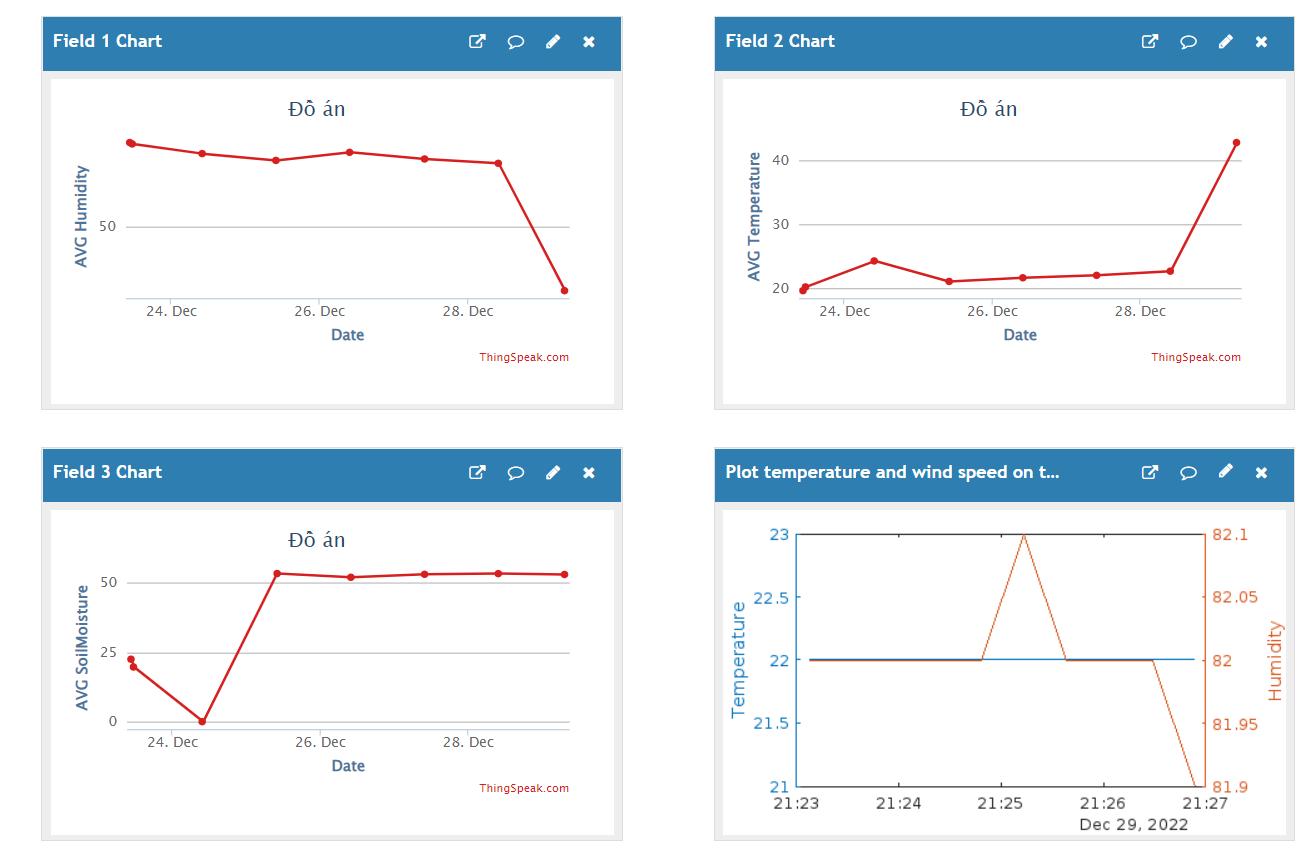 Field 1 Chart
Đồ án
AVG Humidity
50
24. Dec
26. Dec
28. Dec
Date
ThingSpeak.com
Field 2 Chart
Đồ án
AVG Temperature
40
30
20
24. Dec
26. Dec
28. Dec
Date
ThingSpeak.com
Field 3 Chart
Đồ án
AVG SoilMoisture
50
25
0
24. Dec
26. Dec
28. Dec
Date
ThingSpeak.com
Plot temperature and wind speed on t...
Temperature
23
22.5
22
21.5
21
82.1
82.05
82
81.95
81.9
Humidity
21:23
21:24
21:25
21:26
21:27
Dec 29, 2022